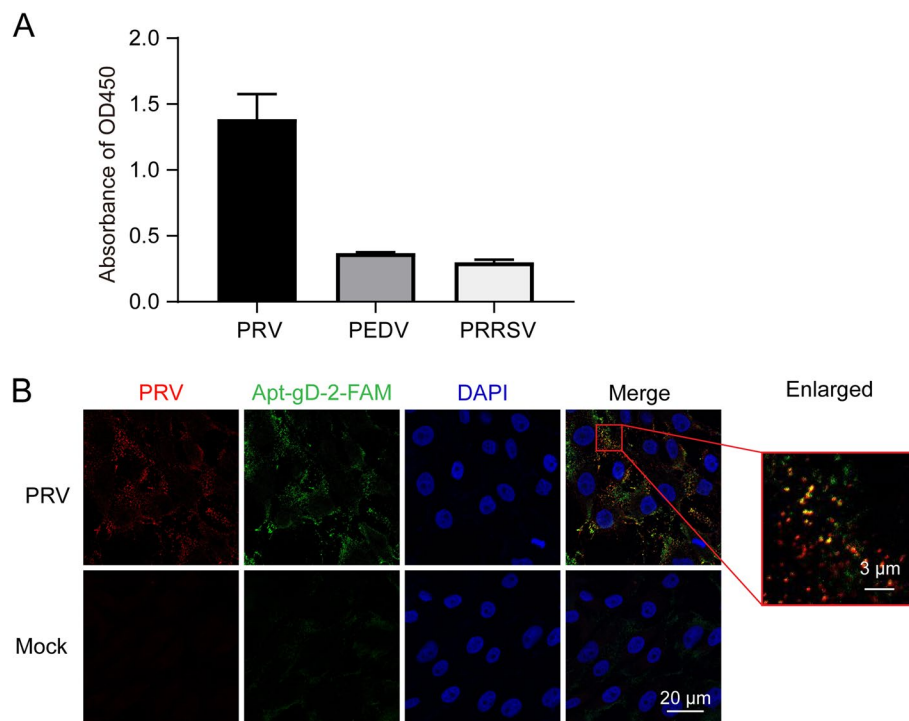 A
Absorbance of OD450
2.0
1.5
1.0
0.5
0.0
PRV
PEDV
PRRSV
B
PRV
Apt-gD-2-FAM
DAPI
Merge
Enlarged
PRV
3 µm
Mock
20 µm